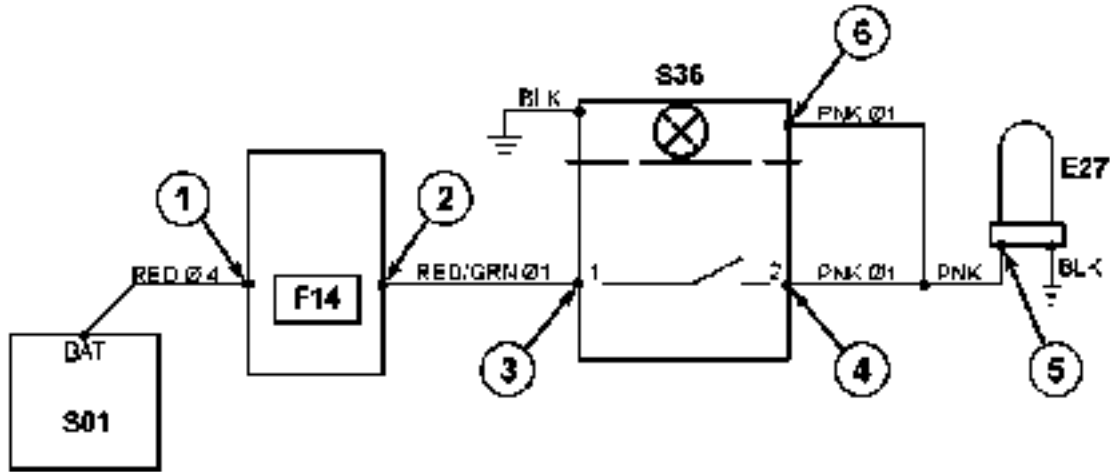 6
S36
BLK
PNK Ø1
E27
1
2
RED Ø 4
F14
RED/GRN Ø1
1
2
PNK Ø1
PNK
BLK
BAT
S01
3
4
5